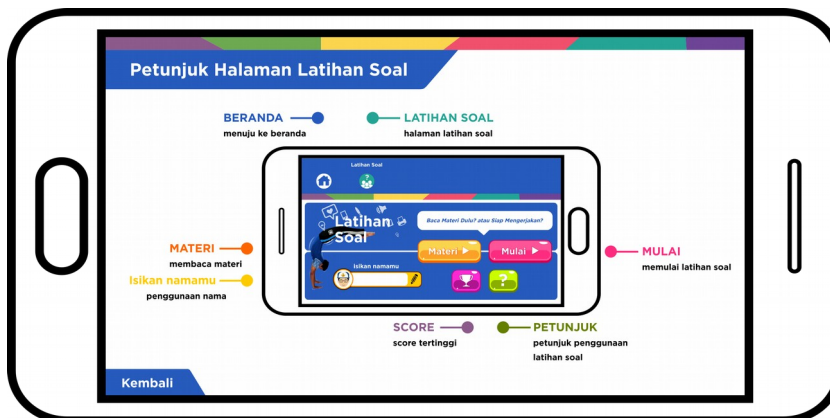 Petunjuk Halaman Latihan Soal
BERANDA
menuju ke beranda
LATIHAN SOAL
halaman latihan soal
Latihan Soal
Latihan
Soal
Baca Materi Dulu? atau Siap Mengerjakan?
Materi
Mulai
Isikan namamu
?
MATERI
membaca materi
Isikan namamu
penggunaan nama
MULAI
memulai latihan soal
SCORE
score tertinggi
PETUNJUK
petunjuk penggunaan
latihan soal
Kembali